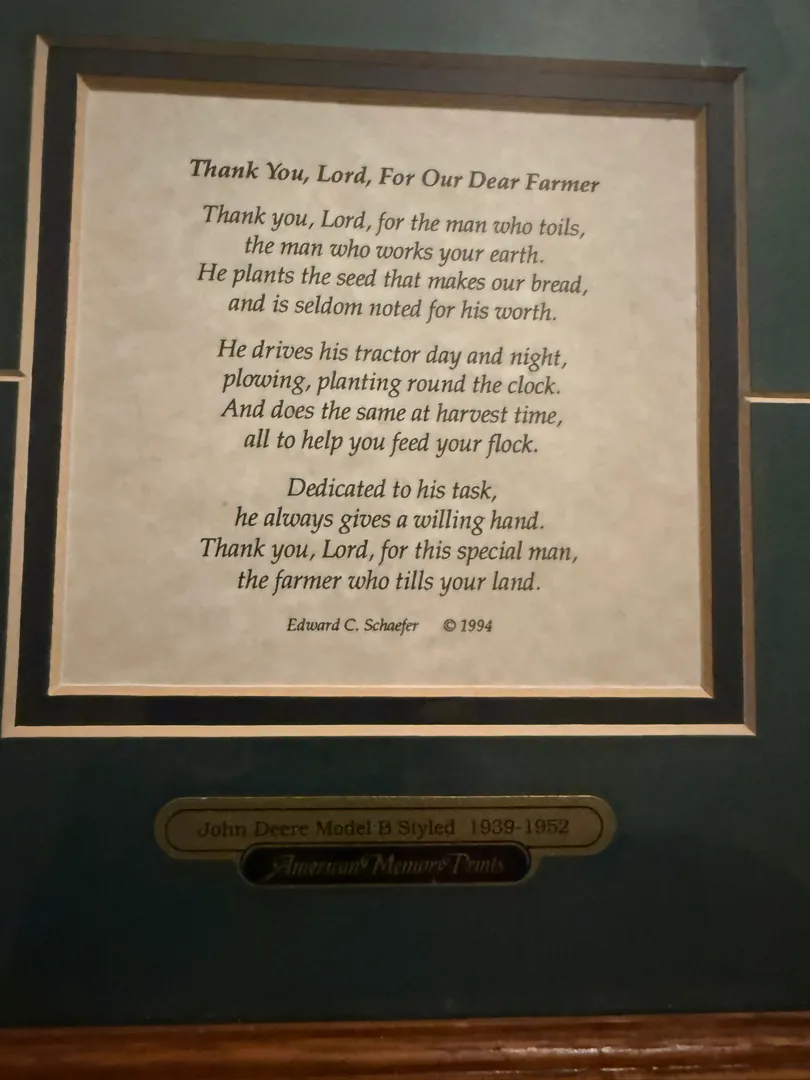 Thank You, Lord, For Our Dear Farmer
Thank you, Lord, for the man who toils,
the man who works your earth.
He plants the seed that makes our bread,
and is seldom noted for his worth.
He drives his tractor day and night,
plowing, planting round the clock.
And does the same at harvest time,
all to help you feed your flock.
Dedicated to his task,
he always gives a willing hand.
Thank you, Lord, for this special man,
the farmer who tills your land.
Edward C. Schaefer © 1994
John Deere Model B Styled 1939-1952
American Memory Prints